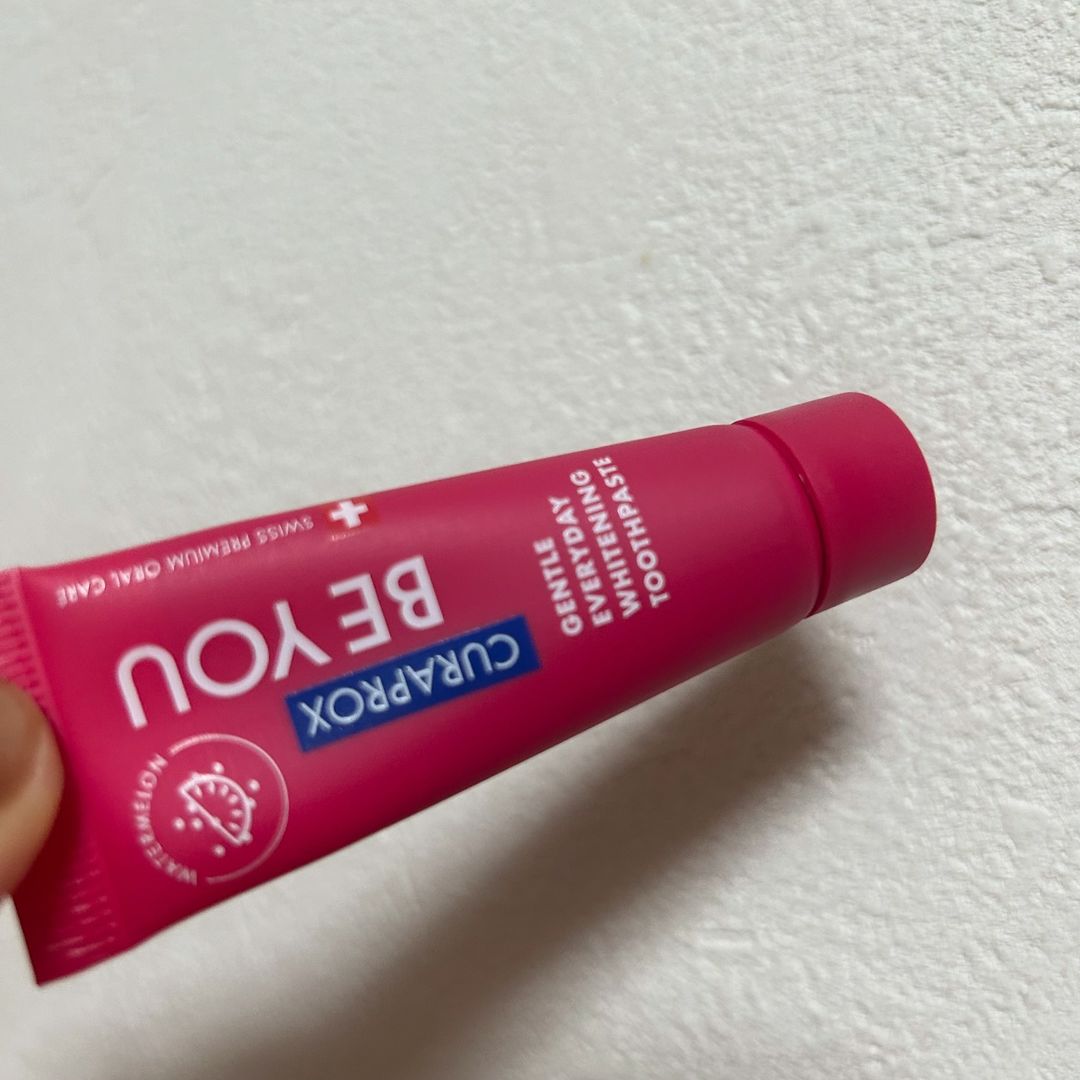 GENTLE
EVERYDAY
WHITENING
TOOTHPASTE
CURAPROX
BE YOU
SWISS PREMIUM ORAL CARE
WATERMELON